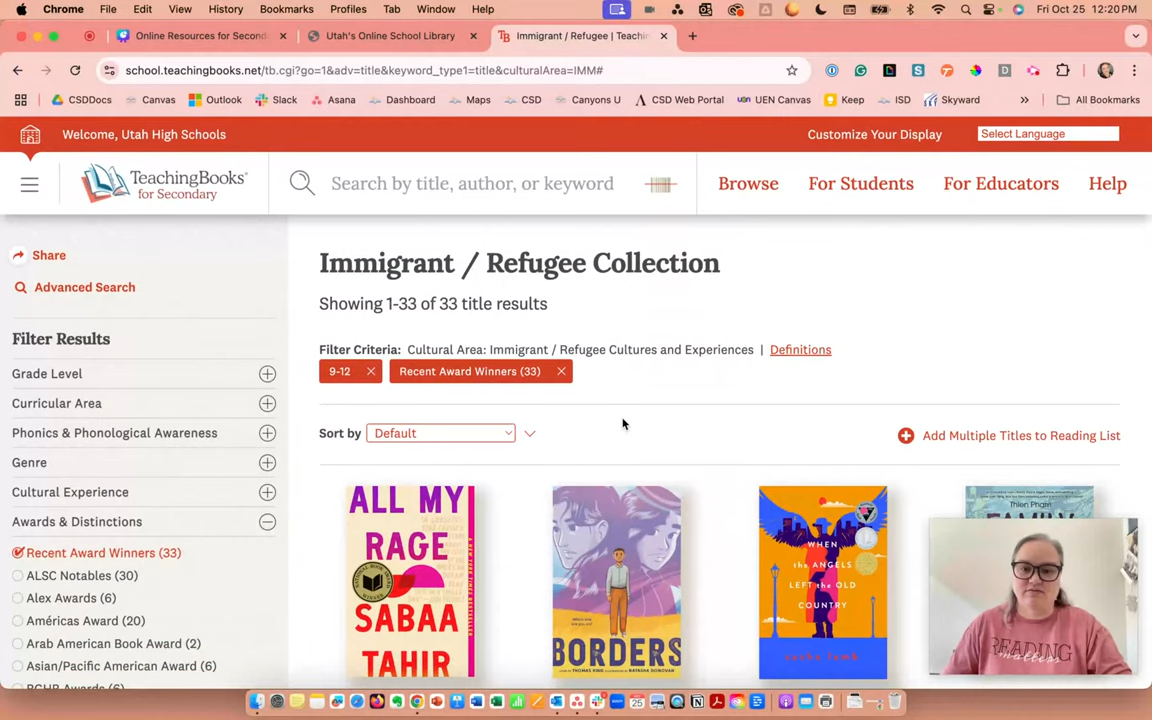 Chrome File Edit View History Bookmarks Profiles Tab Window Help Fri Oct 25 12:20 PM
Online Resources for Second Utah's Online School Library Immigrant / Refugee | Teachin
school.teachingbooks.net/tb.cgi?go=1&adv=title&keyword_type1=title&culturalArea=IMM#
CSDDocs Canvas Outlook Slack Asana Dashboard Maps CSD Canyons U CSD Web Portal UEN Canvas Keep ISD Skyward » All Bookmarks
Welcome, Utah High Schools Customize Your Display Select Language
TeachingBooks®
for Secondary
Search by title, author, or keyword
Browse For Students For Educators Help
Share
Advanced Search
Filter Results
Grade Level
Curricular Area
Phonics & Phonological Awareness
Genre
Cultural Experience
Awards & Distinctions
Recent Award Winners (33)
ALSC Notables (30)
Alex Awards (6)
Américas Award (20)
Arab American Book Award (2)
Asian/Pacific American Award (6)
Immigrant / Refugee Collection
Showing 1-33 of 33 title results
Filter Criteria: Cultural Area: Immigrant / Refugee Cultures and Experiences | Definitions
9-12 × Recent Award Winners (33) ×
Sort by Default
Add Multiple Titles to Reading List
ALL MY
RAGE
SABAA
TAHIR
BORDERS
WHEN
the ANGELS
LEFT the OLD
COUNTRY
sacha lamb
Thien Pham
FAMILY
READING
matters